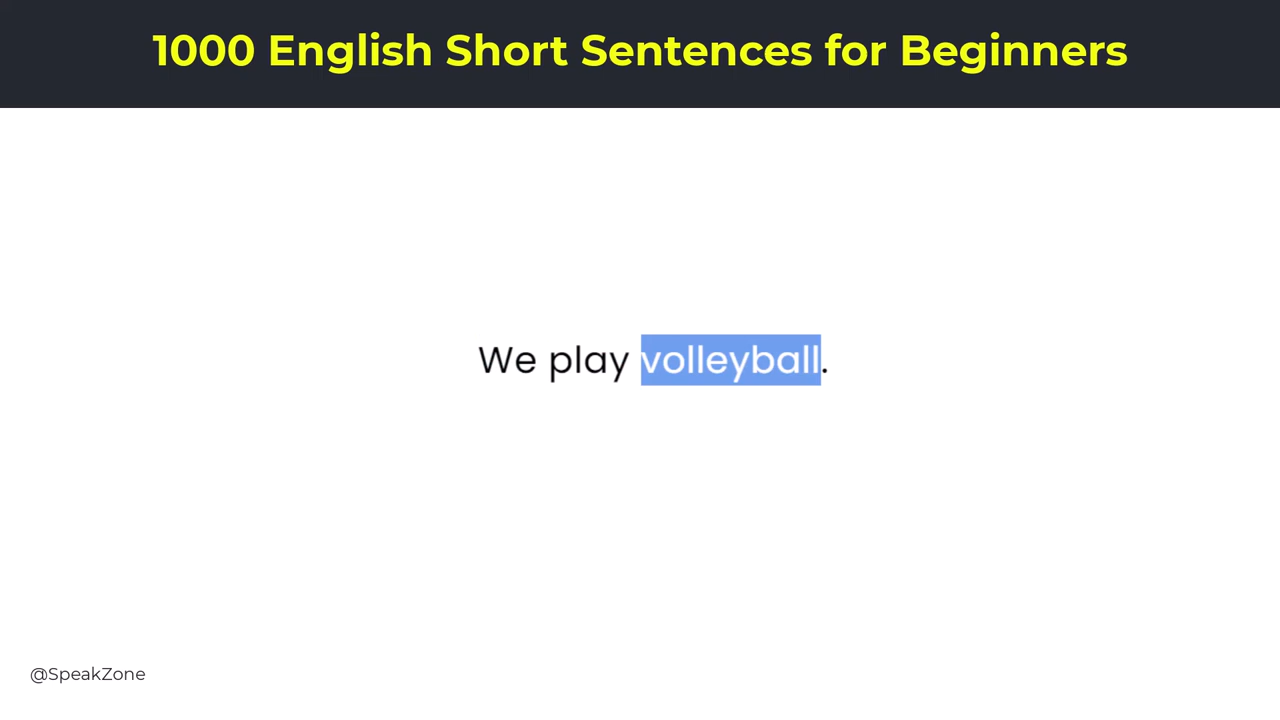 1000 English Short Sentences for Beginners
We play volleyball.
@SpeakZone